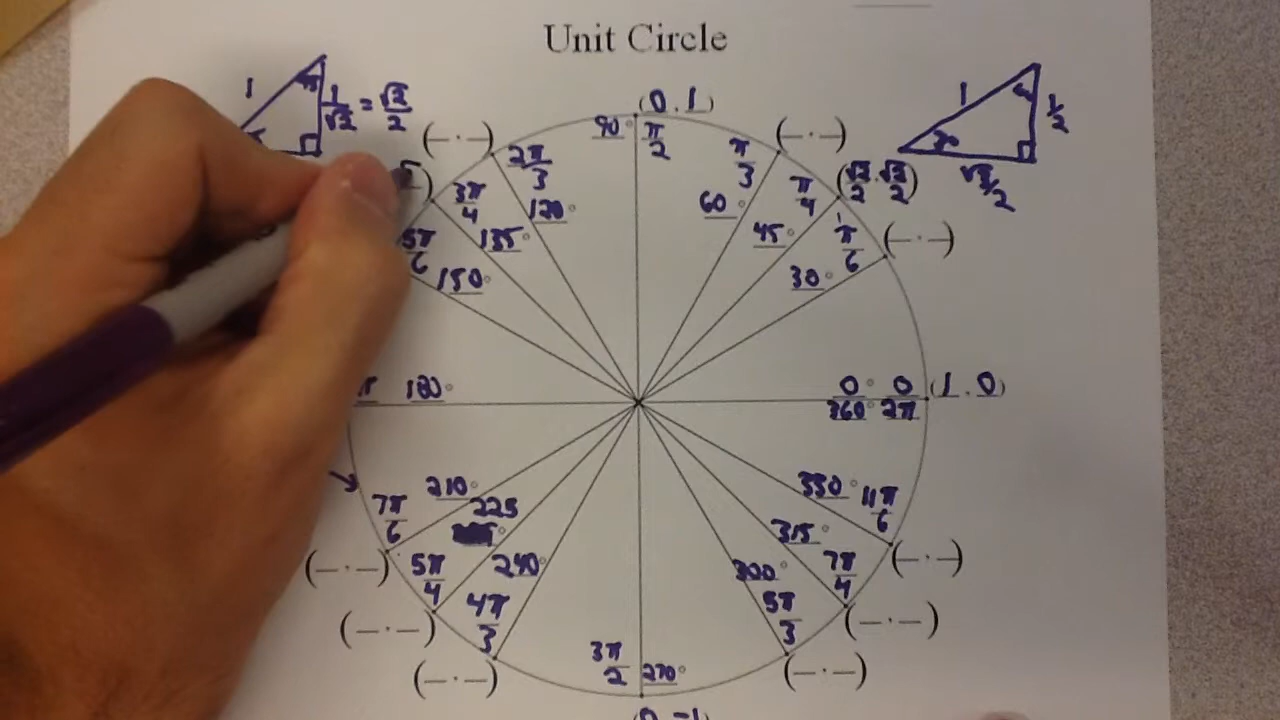 Unit Circle
1
1/√2 = √2/2
1
1/2
30
√3/2
(0, 1)
90°
π/2
(—, —)
(—, —)
2π/3
π/3
(√2/2, √2/2)
3π/4
π/4
120°
60°
5π/6
135°
45°
π/6
(—, —)
150°
30°
π 180°
0° 0 (1, 0)
360° 2π
210°
330°
7π/6
225
11π/6
315°
(—, —)
(—, —)
5π/4
240°
300°
7π/4
4π/3
5π/3
(—, —)
(—, —)
3π/2
270°
(—, —)
(—, —)
(0, -1)